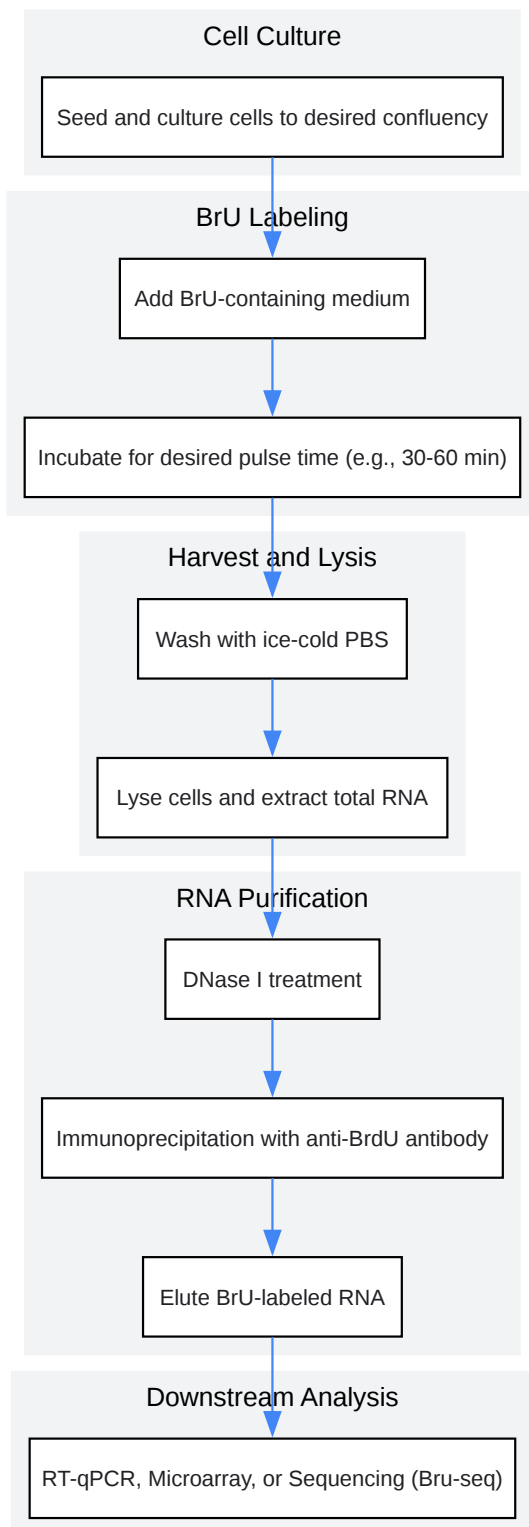 Cell Culture
Seed and culture cells to desired confluency
BrU Labeling
Add BrU-containing medium
Incubate for desired pulse time (e.g., 30-60 min)
Harvest and Lysis
Wash with ice-cold PBS
Lyse cells and extract total RNA
RNA Purification
DNase I treatment
Immunoprecipitation with anti-BrdU antibody
Elute BrU-labeled RNA
Downstream Analysis
RT-qPCR, Microarray, or Sequencing (Bru-seq)